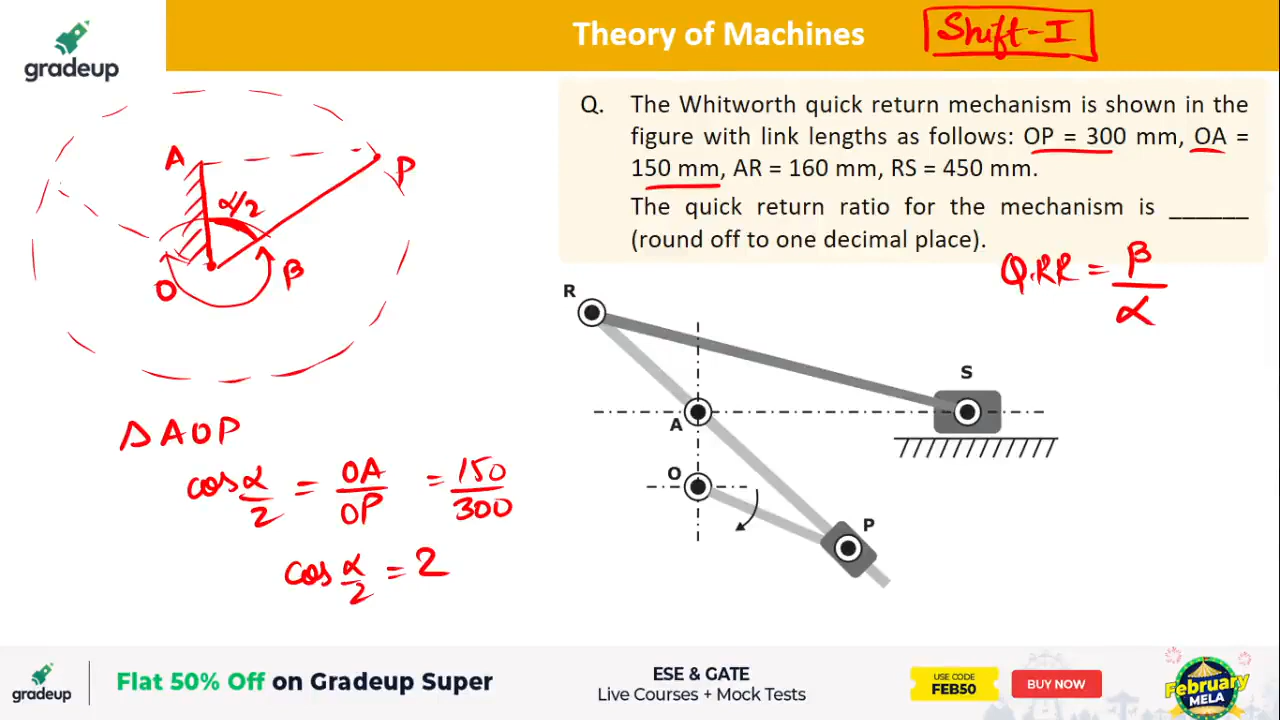 gradeup
Theory of Machines
Shift-I
Q. The Whitworth quick return mechanism is shown in the
figure with link lengths as follows: OP = 300 mm, OA =
150 mm, AR = 160 mm, RS = 450 mm.
The quick return ratio for the mechanism is ______
(round off to one decimal place).
Q.RR = β/α
A
P
α/2
O
β
R
S
A
O
P
ΔAOP
cos α/2 = OA/OP = 150/300
cos α/2 = 2
gradeup
Flat 50% Off on Gradeup Super
ESE & GATE
Live Courses + Mock Tests
USE CODE
FEB50
BUY NOW
February
MELA